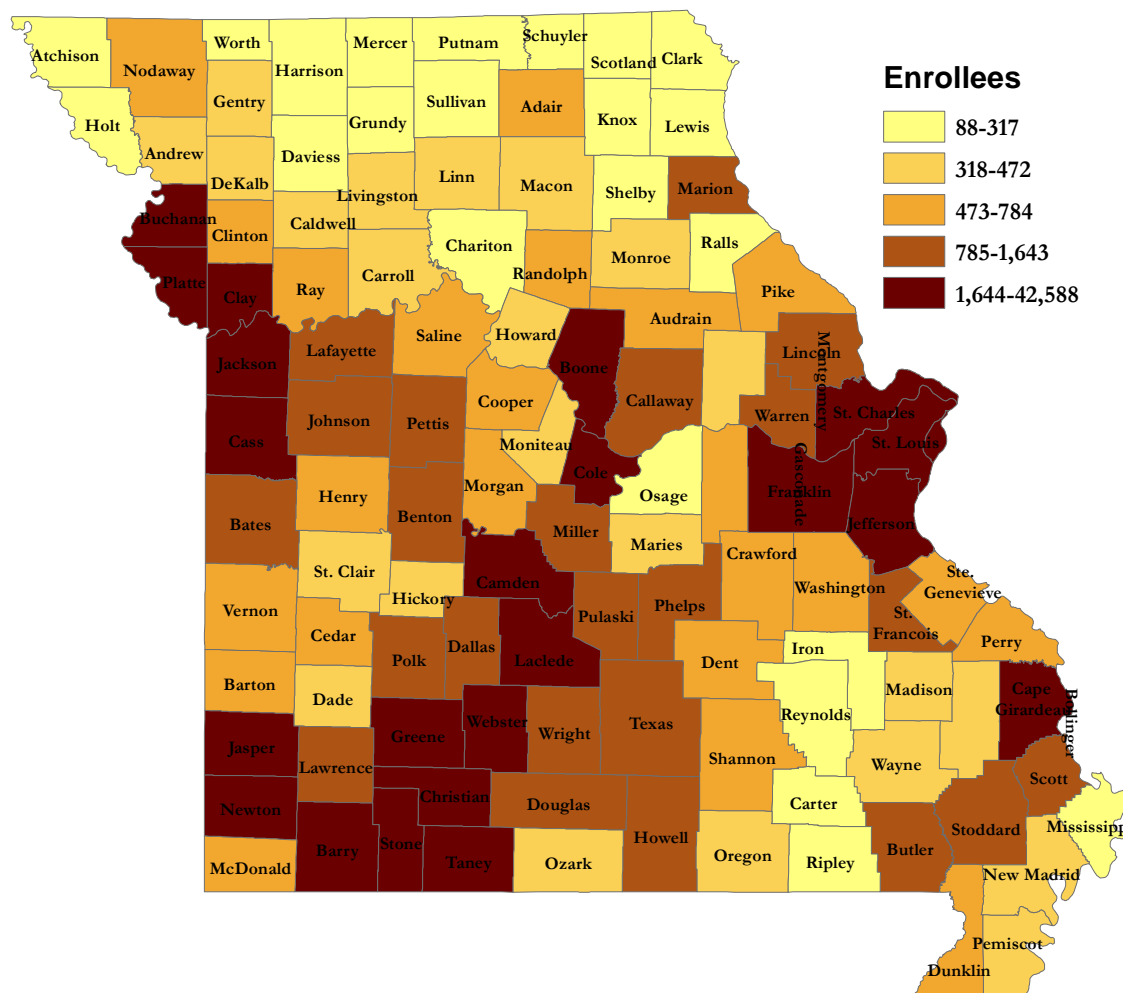 Enrollees
88-317
318-472
473-784
785-1,643
1,644-42,588
Atchison
Nodaway
Worth
Harrison
Mercer
Putnam
Schuyler
Scotland
Clark
Holt
Andrew
Gentry
Daviess
Grundy
Sullivan
Adair
Knox
Lewis
DeKalb
Livingston
Linn
Macon
Shelby
Marion
Buchanan
Clinton
Caldwell
Chariton
Randolph
Monroe
Ralls
Platte
Clay
Ray
Carroll
Pike
Saline
Howard
Audrain
Jackson
Lafayette
Boone
Callaway
Montgomery
Lincoln
Cass
Johnson
Pettis
Cooper
Moniteau
Cole
Warren
St. Charles
St. Louis
Bates
Henry
Benton
Morgan
Miller
Osage
Gasconade
Franklin
Jefferson
Maries
Vernon
St. Clair
Hickory
Camden
Pulaski
Phelps
Crawford
Washington
Ste.
Genevieve
St.
Francois
Perry
Cedar
Polk
Dallas
Laclede
Dent
Iron
Barton
Dade
Reynolds
Madison
Cape
Girardeau
Bollinger
Jasper
Greene
Webster
Wright
Texas
Shannon
Wayne
Scott
Lawrence
Newton
Christian
Douglas
Howell
Carter
Stoddard
Mississipp
McDonald
Barry
Stone
Taney
Ozark
Oregon
Ripley
Butler
New Madrid
Pemiscot
Dunklin